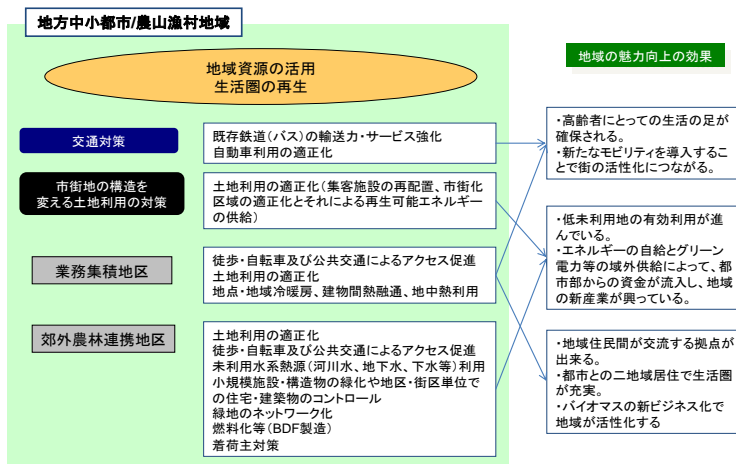 地方中小都市/農山漁村地域
地域資源の活用
生活圏の再生
地域の魅力向上の効果
交通対策
既存鉄道(バス)の輸送力・サービス強化
自動車利用の適正化
市街地の構造を
変える土地利用の対策
土地利用の適正化(集客施設の再配置、市街化
区域の適正化とそれによる再生可能エネルギー
の供給)
業務集積地区
徒歩・自転車及び公共交通によるアクセス促進
土地利用の適正化
地点・地域冷暖房、建物間熱融通、地中熱利用
郊外農林連携地区
土地利用の適正化
徒歩・自転車及び公共交通によるアクセス促進
未利用水系熱源(河川水、地下水、下水等)利用
小規模施設・構造物の緑化や地区・街区単位で
の住宅・建築物のコントロール
緑地のネットワーク化
燃料化等(BDF製造)
着荷主対策
・高齢者にとっての生活の足が
確保される。
・新たなモビリティを導入するこ
とで街の活性化につながる。
・低未利用地の有効利用が進
んでいる。
・エネルギーの自給とグリーン
電力等の域外供給によって、都
市部からの資金が流入し、地域
の新産業が興っている。
・地域住民間が交流する拠点が
出来る。
・都市との二地域居住で生活圏
が充実。
・バイオマスの新ビジネス化で
地域が活性化する